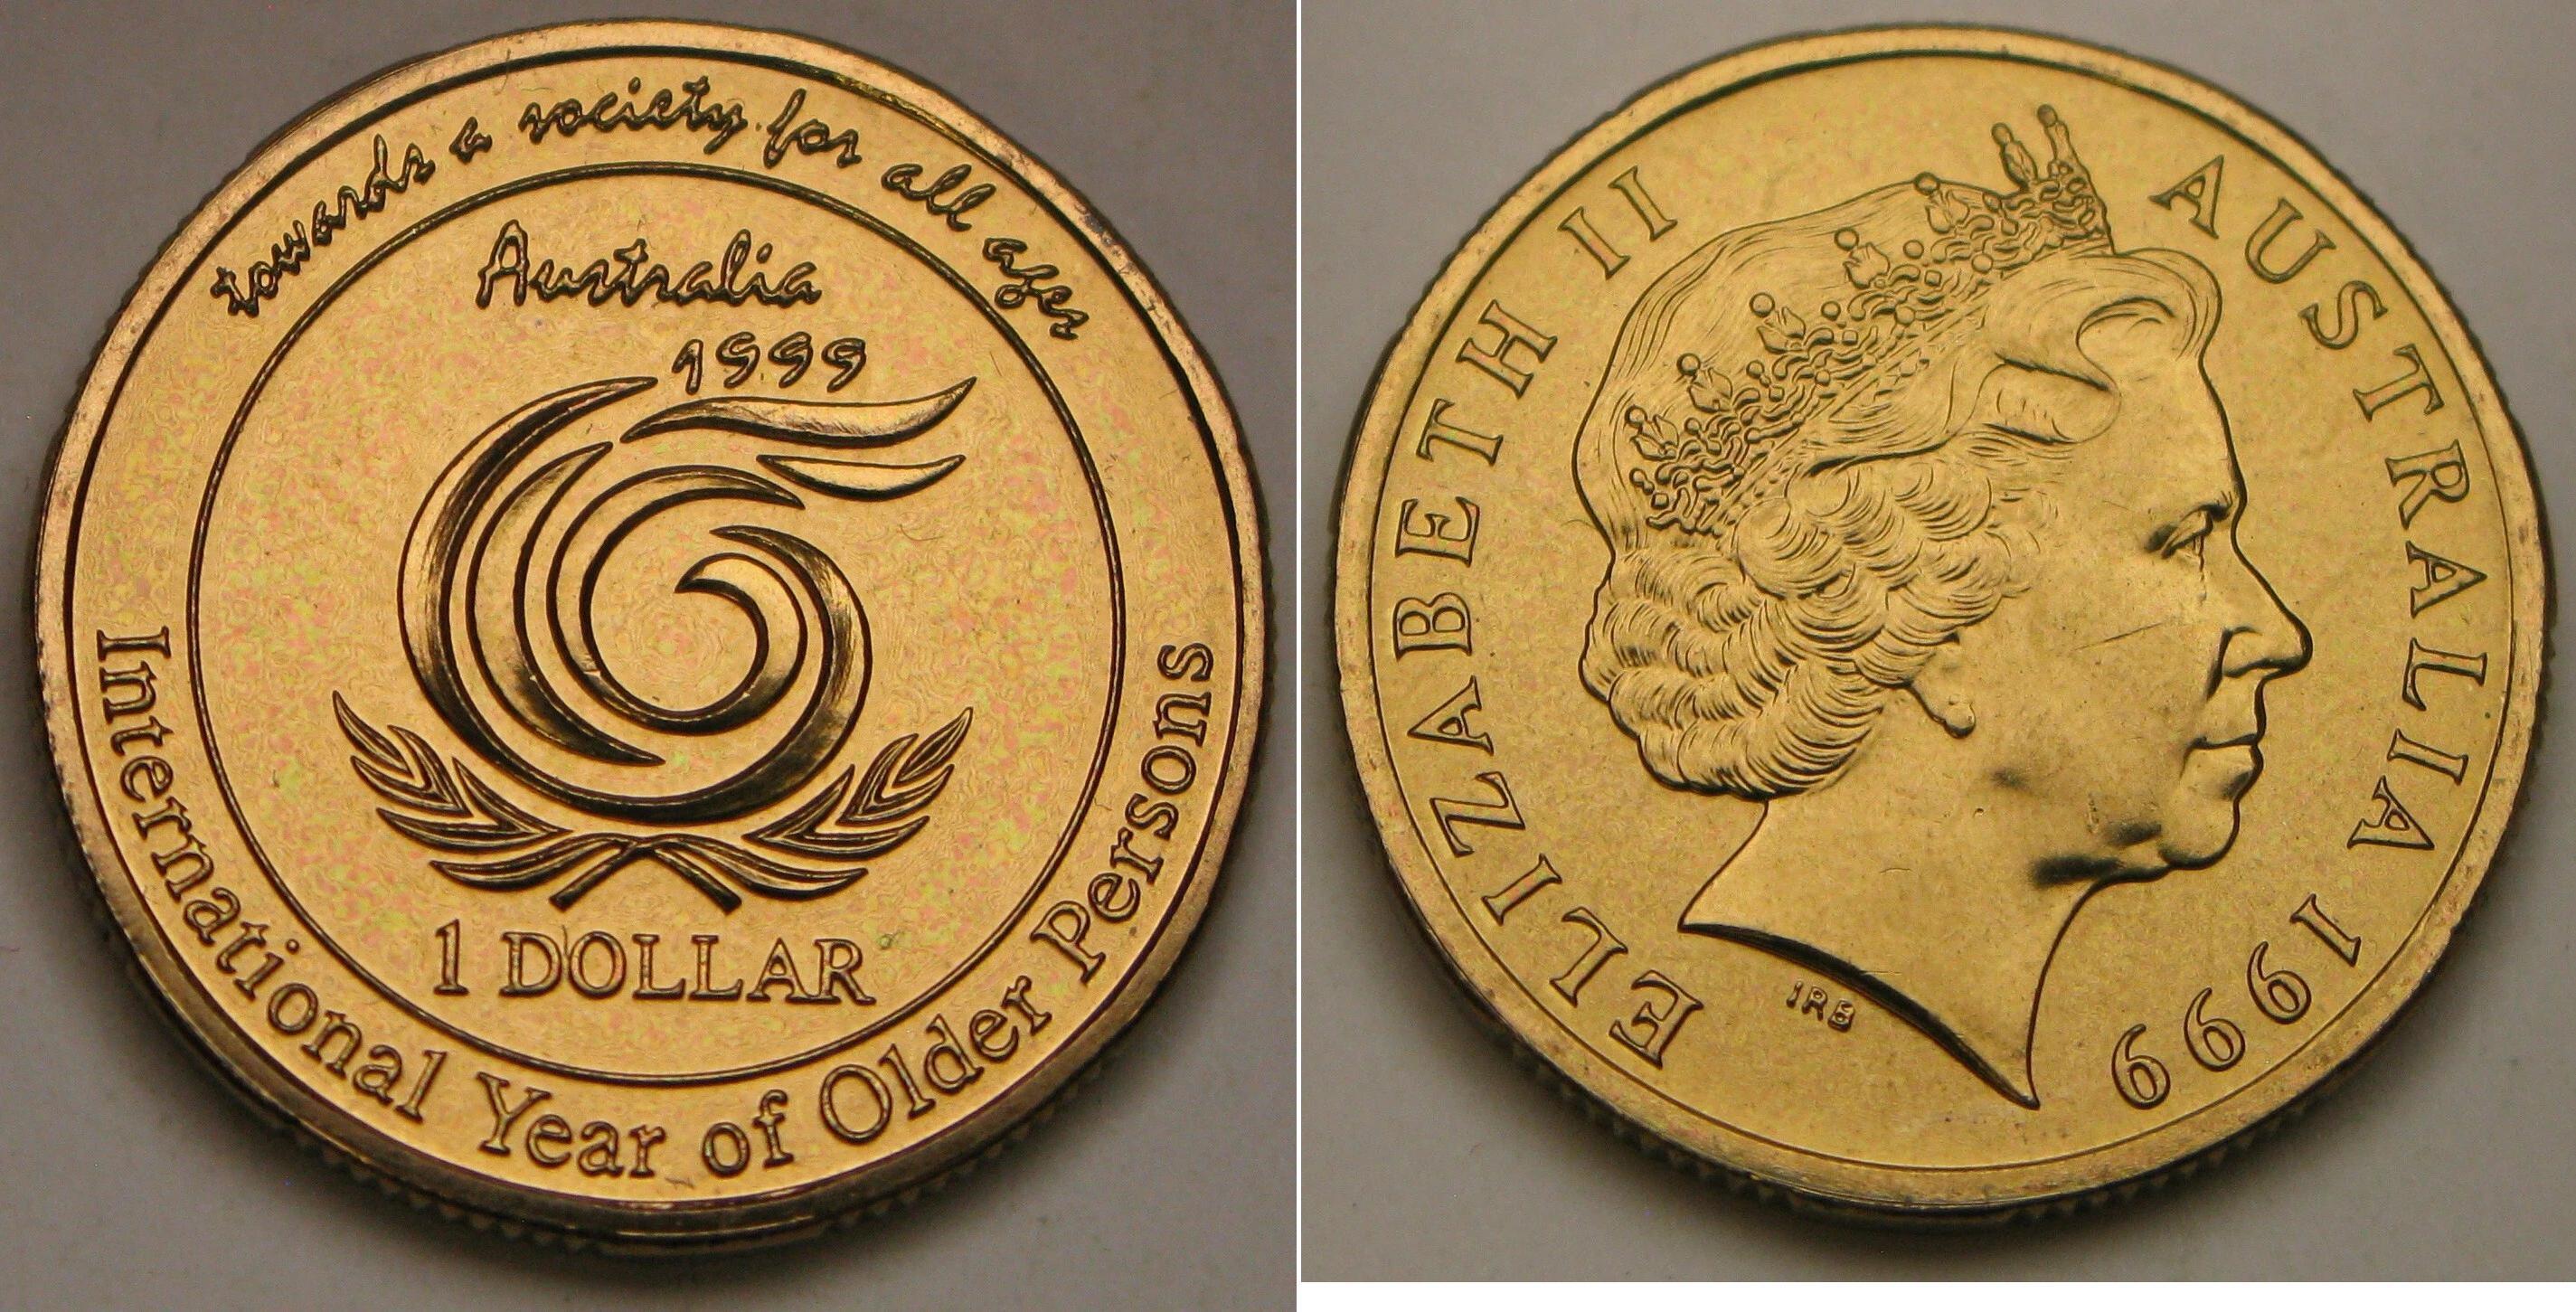 towards a society for all ages
Australia
1999
1 DOLLAR
International Year of Older Persons
ELIZABETH II
AUSTRALIA 1999
IRB